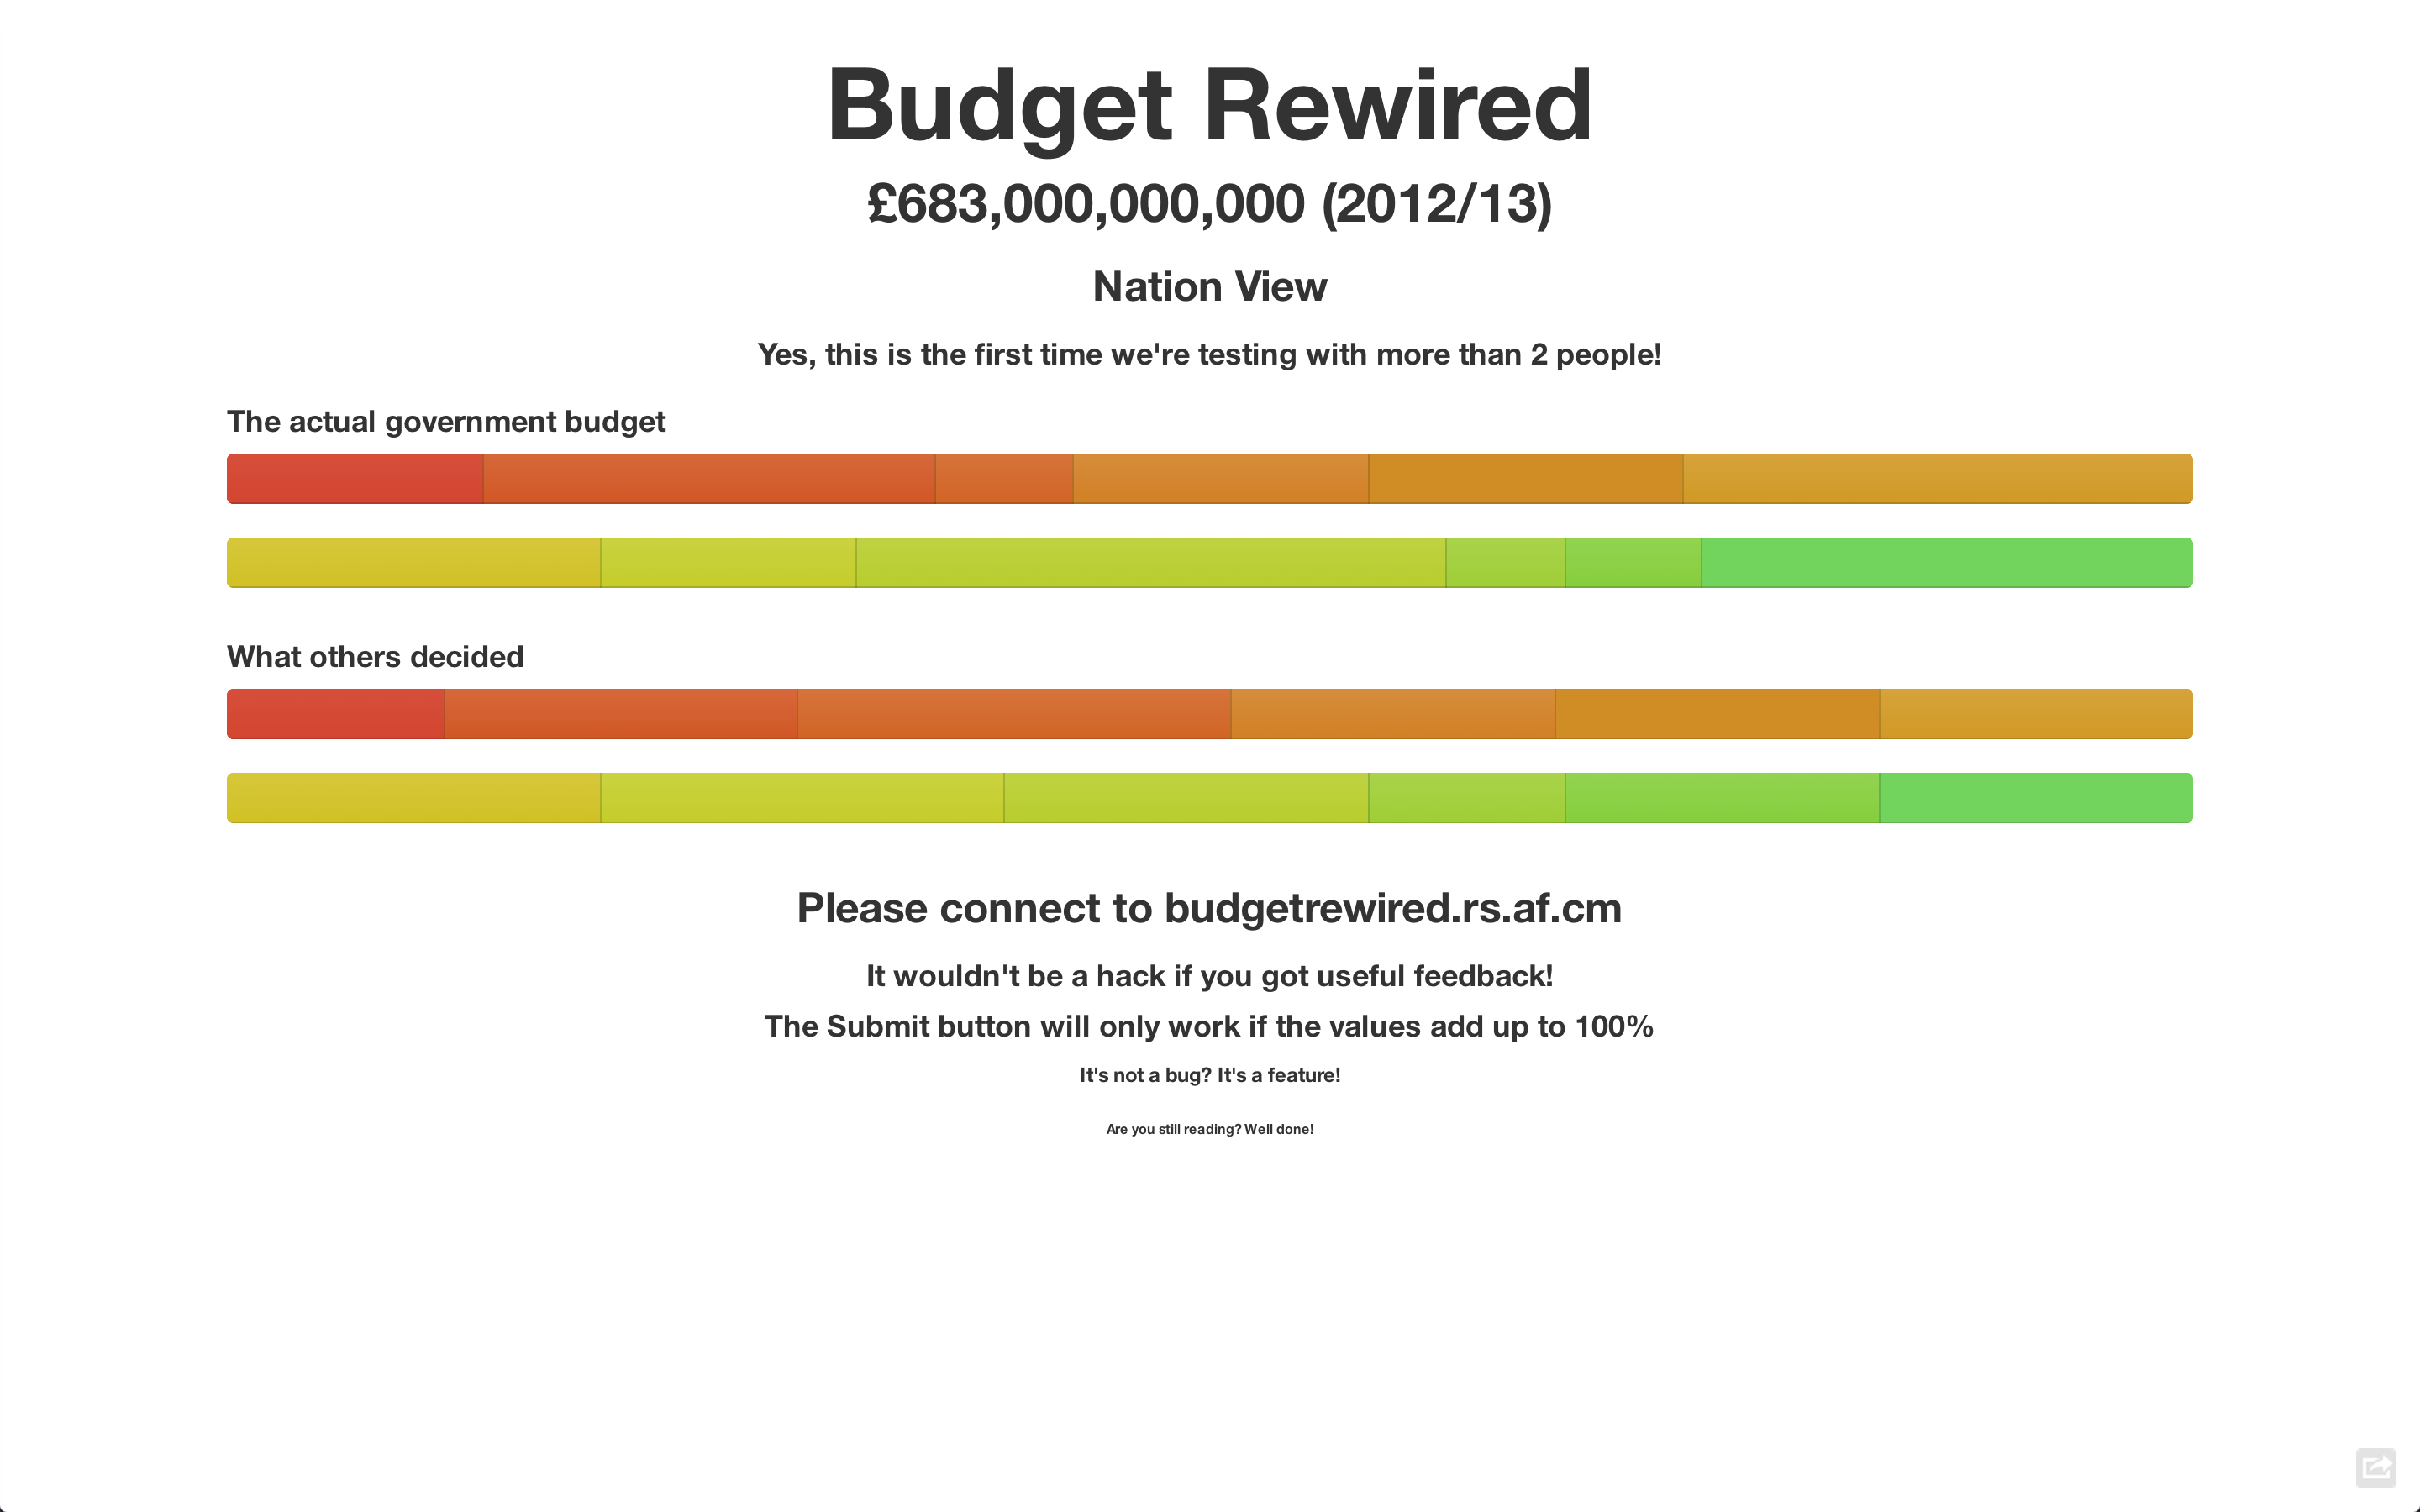 Budget Rewired
£683,000,000,000 (2012/13)
Nation View
Yes, this is the first time we're testing with more than 2 people!
The actual government budget
What others decided
Please connect to budgetrewired.rs.af.cm
It wouldn't be a hack if you got useful feedback!
The Submit button will only work if the values add up to 100%
It's not a bug? It's a feature!
Are you still reading? Well done!